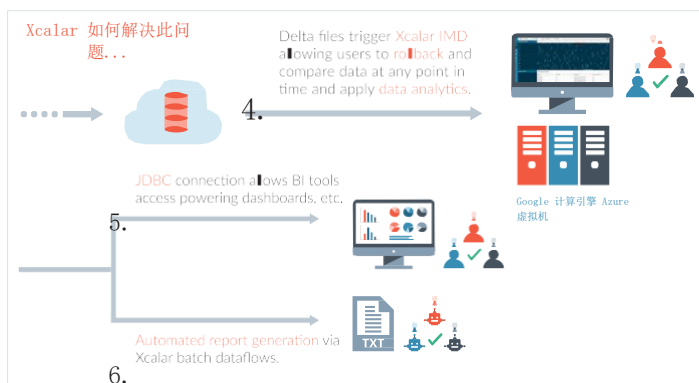 Xcalar 如何解决此问
题...
Delta files trigger Xcalar IMD
allowing users to rollback and
compare data at any point in
time and apply data analytics.
4.
Google 计算引擎 Azure
虚拟机
JDBC connection allows BI tools
access powering dashboards, etc.
5.
TXT
Automated report generation via
Xcalar batch dataflows.
6.